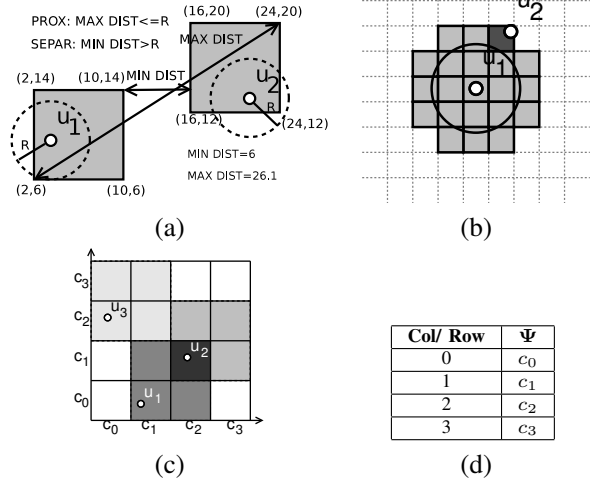 PROX: MAX DIST<=R
SEPAR: MIN DIST>R
(16,20)
(24,20)
MAX DIST
(2,14)
(10,14)
MIN DIST
u1
u2
R
R
(16,12)
(24,12)
(2,6)
(10,6)
MIN DIST=6
MAX DIST=26.1
(a)
u2
u1
(b)
c3
c2
c1
c0
u3
u2
u1
c0 c1 c2 c3
(c)
Col/ Row Ψ
0 c0
1 c1
2 c2
3 c3
(d)